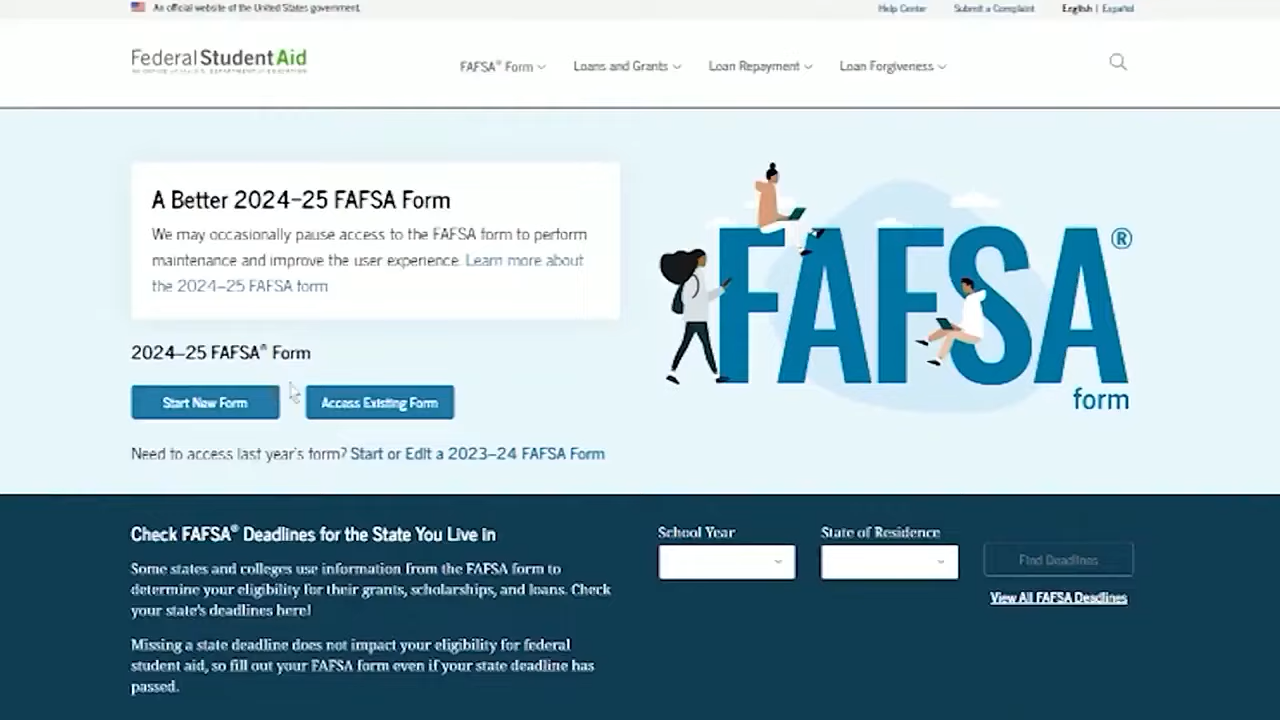 An official website of the United States government.
Help Center
Submit a Complaint
English | Español
Federal Student Aid
AN OFFICE OF THE U.S. DEPARTMENT OF EDUCATION
FAFSA® Form
Loans and Grants
Loan Repayment
Loan Forgiveness
A Better 2024–25 FAFSA Form
We may occasionally pause access to the FAFSA form to perform
maintenance and improve the user experience. Learn more about
the 2024–25 FAFSA form
FAFSA®
form
2024–25 FAFSA® Form
Start New Form
Access Existing Form
Need to access last year's form? Start or Edit a 2023–24 FAFSA Form
Check FAFSA® Deadlines for the State You Live in
Some states and colleges use information from the FAFSA form to
determine your eligibility for their grants, scholarships, and loans. Check
your state's deadlines here!
Missing a state deadline does not impact your eligibility for federal
student aid, so fill out your FAFSA form even if your state deadline has
passed.
School Year
State of Residence
Find Deadlines
View All FAFSA Deadlines